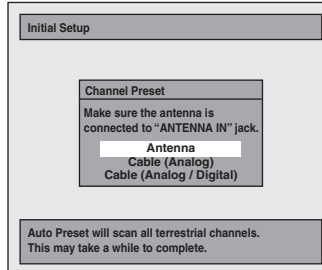 Initial Setup
Channel Preset
Make sure the antenna is
connected to “ANTENNA IN” jack.
Antenna
Cable (Analog)
Cable (Analog / Digital)
Auto Preset will scan all terrestrial channels.
This may take a while to complete.